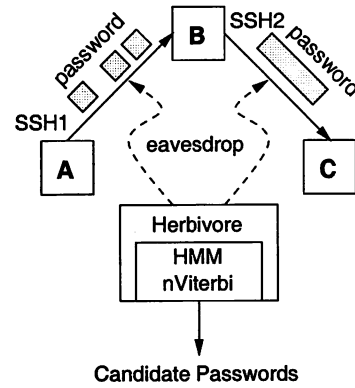 B
password
SSH2
password
SSH1
A
eavesdrop
C
Herbivore
HMM
nViterbi
Candidate Passwords